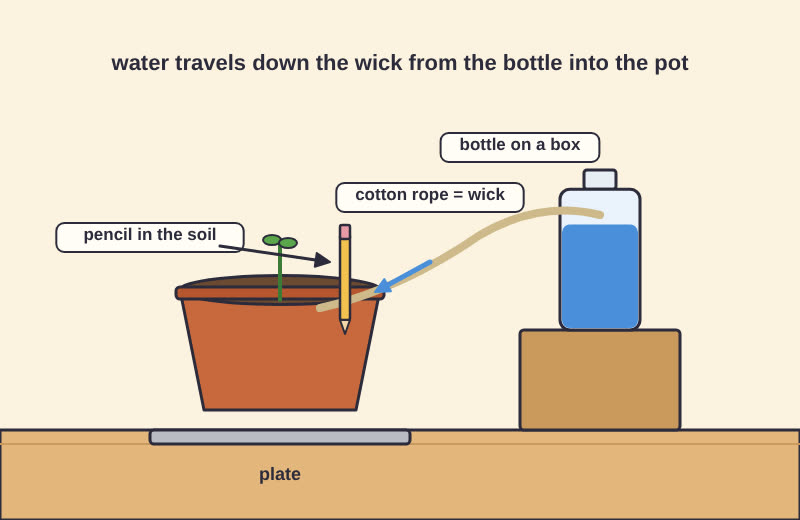 water travels down the wick from the bottle into the pot
bottle on a box
cotton rope = wick
pencil in the soil
plate